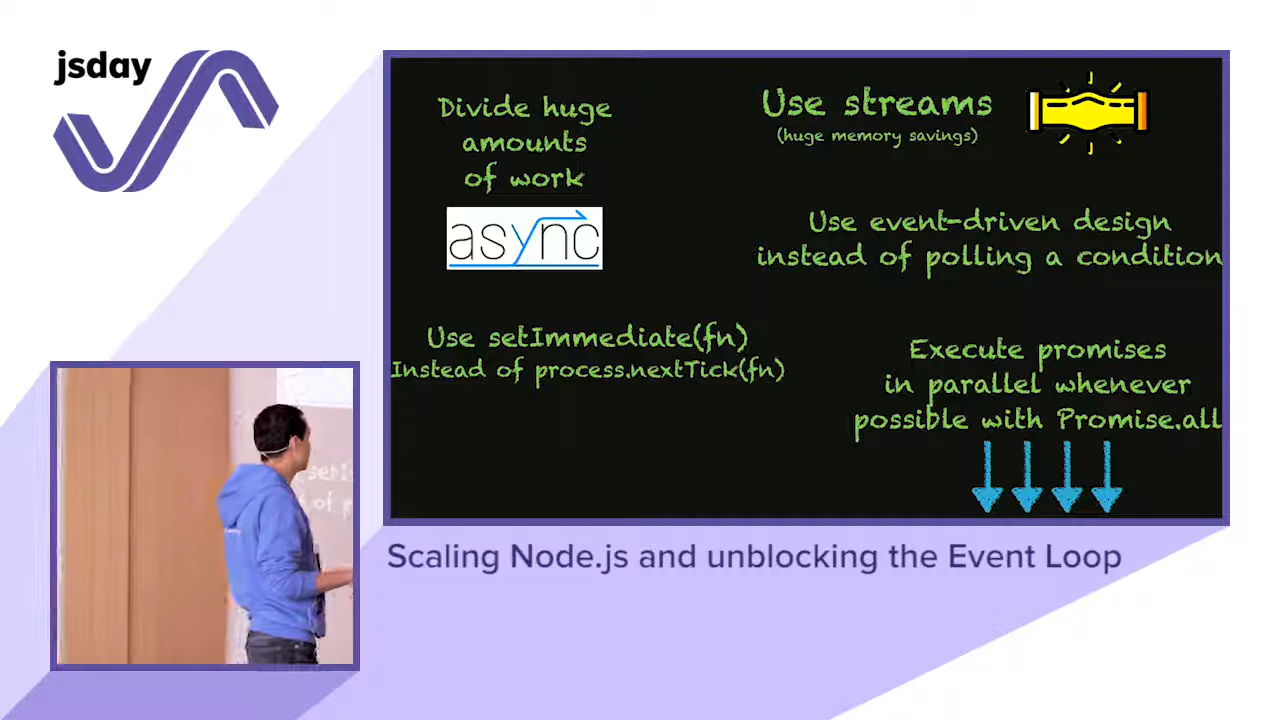 jsday
Divide huge
amounts
of work
async
Use streams
(huge memory savings)
Use event-driven design
instead of polling a condition
Use setImmediate(fn)
Instead of process.nextTick(fn)
Execute promises
in parallel whenever
possible with Promise.all
Scaling Node.js and unblocking the Event Loop